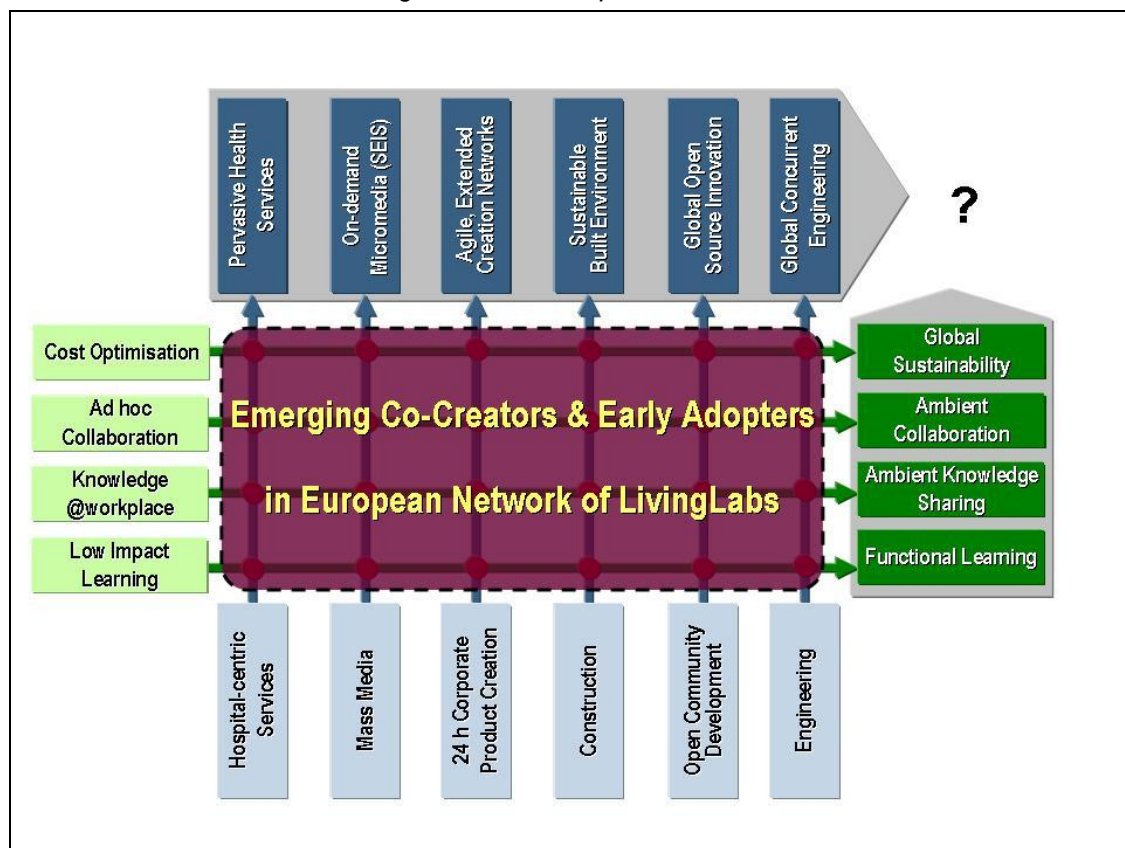 Pervasive Health
Services
On-demand
Micromedia (SEIS)
Agile, Extended
Creation Networks
Sustainable
Built Environment
Global Open
Source Innovation
Global Concurrent
Engineering
?
Cost Optimisation
Ad hoc
Collaboration
Knowledge
@workplace
Low Impact
Learning
Emerging Co-Creators & Early Adopters
in European Network of LivingLabs
Global
Sustainability
Ambient
Collaboration
Ambient Knowledge
Sharing
Functional Learning
Hospital-centric
Services
Mass Media
24 h Corporate
Product Creation
Construction
Open Community
Development
Engineering